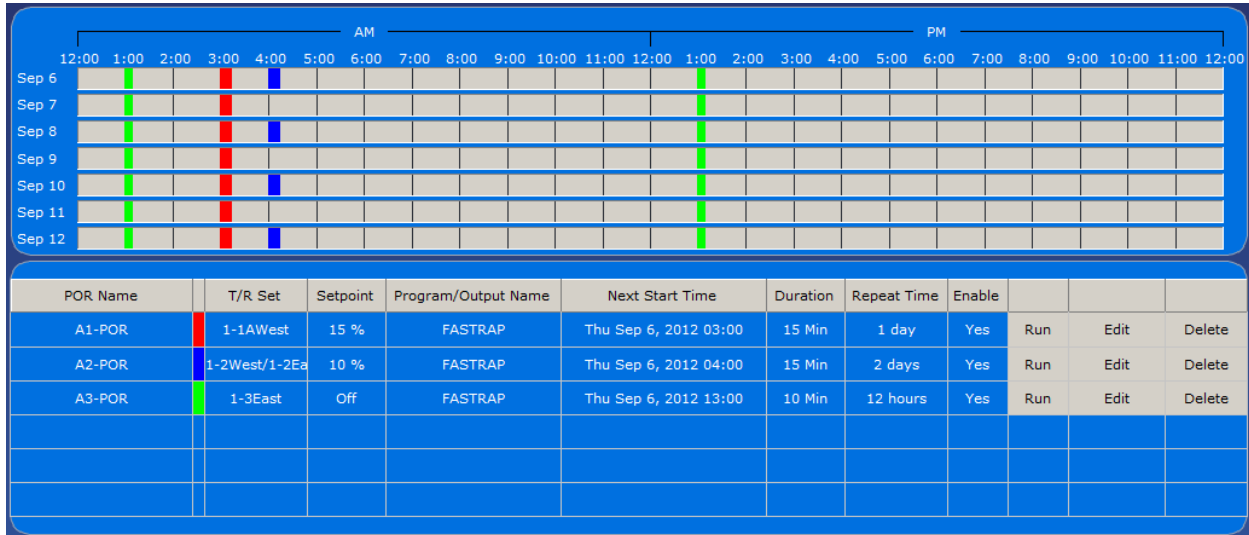 AM PM
12:00 1:00 2:00 3:00 4:00 5:00 6:00 7:00 8:00 9:00 10:00 11:00 12:00 1:00 2:00 3:00 4:00 5:00 6:00 7:00 8:00 9:00 10:00 11:00 12:00
Sep 6
Sep 7
Sep 8
Sep 9
Sep 10
Sep 11
Sep 12
POR Name T/R Set Setpoint Program/Output Name Next Start Time Duration Repeat Time Enable
A1-POR 1-1AWest 15 % FASTRAP Thu Sep 6, 2012 03:00 15 Min 1 day Yes Run Edit Delete
A2-POR 1-2West/1-2Ea 10 % FASTRAP Thu Sep 6, 2012 04:00 15 Min 2 days Yes Run Edit Delete
A3-POR 1-3East Off FASTRAP Thu Sep 6, 2012 13:00 10 Min 12 hours Yes Run Edit Delete